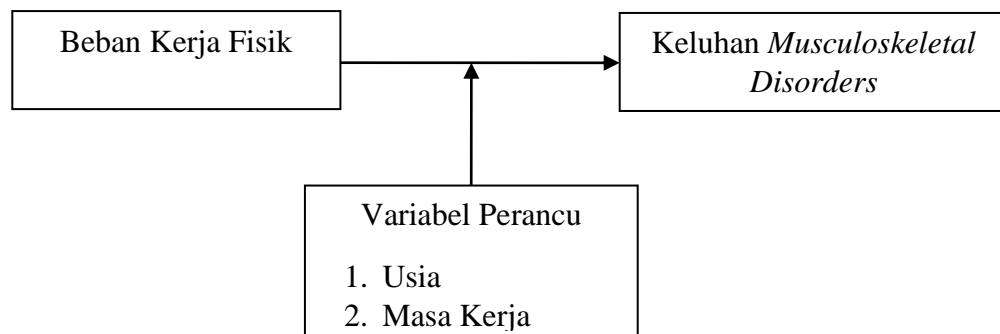 Beban Kerja Fisik
Keluhan Musculoskeletal
Disorders
Variabel Perancu
1. Usia
2. Masa Kerja